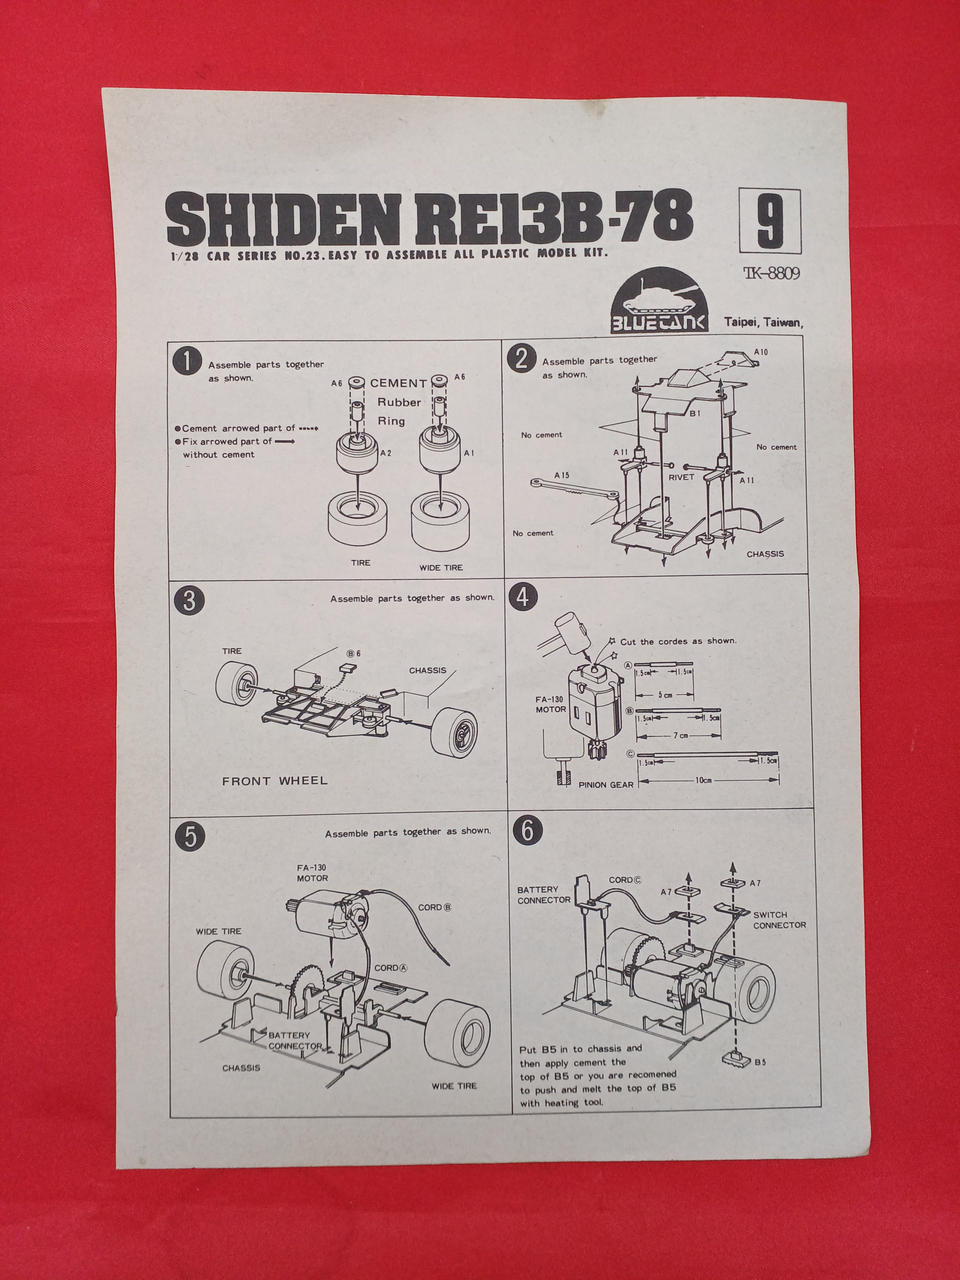 SHIDEN RE13B-78
9
1/28 CAR SERIES NO.23. EASY TO ASSEMBLE ALL PLASTIC MODEL KIT.
TK-8809
BLUETANK
Taipei, Taiwan,
1
Assemble parts together
as shown.
A6
CEMENT
A6
Rubber
Ring
Cement arrowed part of
Fix arrowed part of
without cement
A2
A1
TIRE
WIDE TIRE
2
Assemble parts together
as shown.
A10
B1
No cement
No cement
A11
RIVET
A11
A15
No cement
CHASSIS
3
Assemble parts together as shown.
TIRE
Ⓑ6
CHASSIS
FRONT WHEEL
4
Cut the cordes as shown.
Ⓐ
1.5cm
1.5cm
5 cm
FA-130
MOTOR
Ⓑ
1.5cm
1.5cm
7 cm
Ⓒ
1.5cm
1.5cm
10cm
PINION GEAR
5
Assemble parts together as shown.
FA-130
MOTOR
CORD Ⓑ
WIDE TIRE
CORD Ⓐ
BATTERY
CONNECTOR
CHASSIS
WIDE TIRE
6
BATTERY
CONNECTOR
CORD Ⓒ
A7
A7
SWITCH
CONNECTOR
Put B5 in to chassis and
then apply cement the
top of B5 or you are recomened
to push and melt the top of B5
with heating tool.
B5